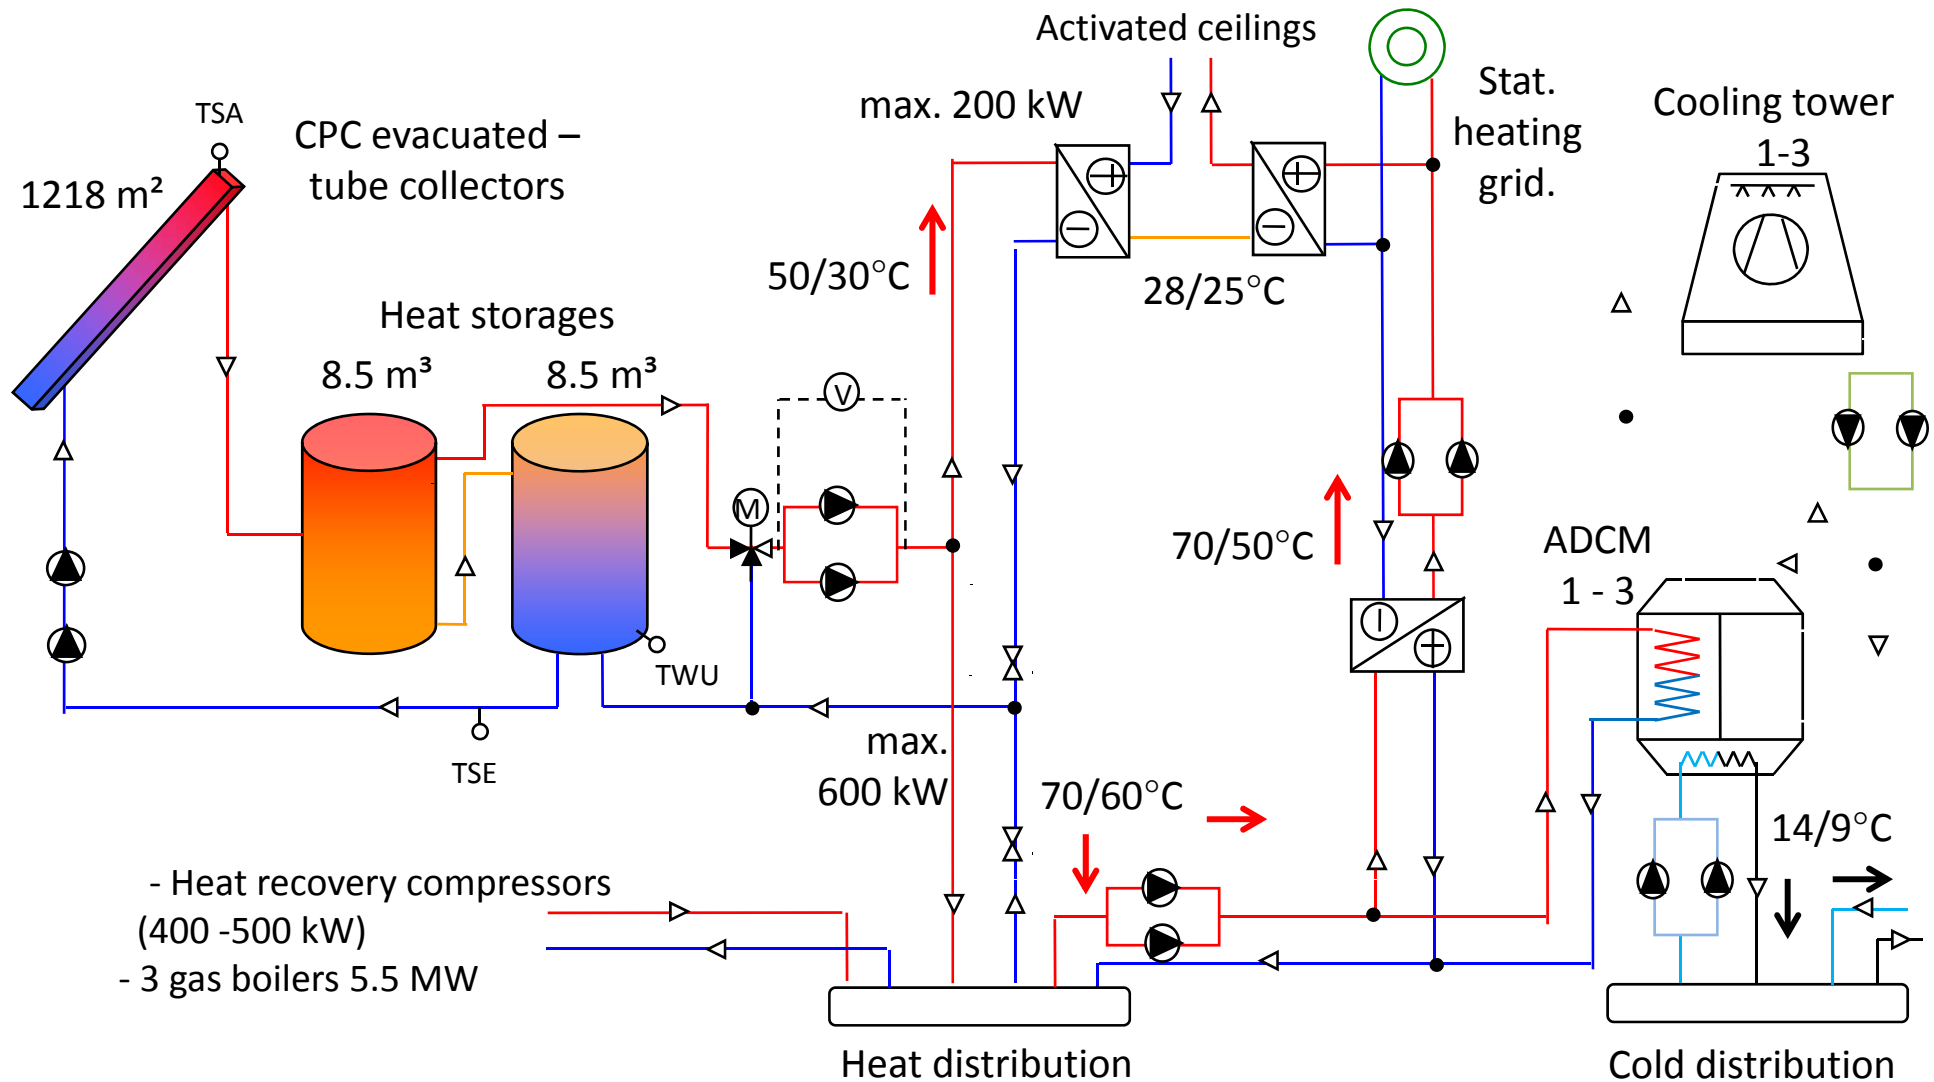 Activated ceilings
TSA
CPC evacuated –
tube collectors
1218 m²
max. 200 kW
Stat.
heating
grid.
Cooling tower
1-3
50/30°C
28/25°C
Heat storages
8.5 m³
8.5 m³
V
M
70/50°C
ADCM
1 - 3
TWU
TSE
max.
600 kW
70/60°C
14/9°C
- Heat recovery compressors
(400 -500 kW)
- 3 gas boilers 5.5 MW
Heat distribution
Cold distribution